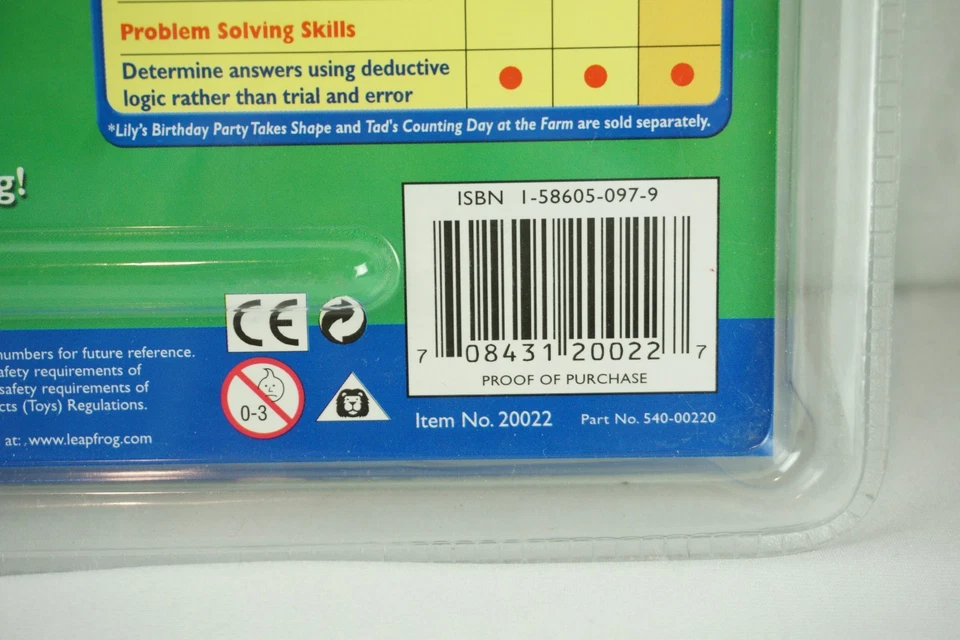 Problem Solving Skills
Determine answers using deductive
logic rather than trial and error
*Lily's Birthday Party Takes Shape and Tad's Counting Day at the Farm are sold separately.
g!
ISBN 1-58605-097-9
7 08431 20022 7
PROOF OF PURCHASE
CE
numbers for future reference.
afety requirements of
safety requirements of
cts (Toys) Regulations.
0-3
at: www.leapfrog.com
Item No. 20022 Part No. 540-00220